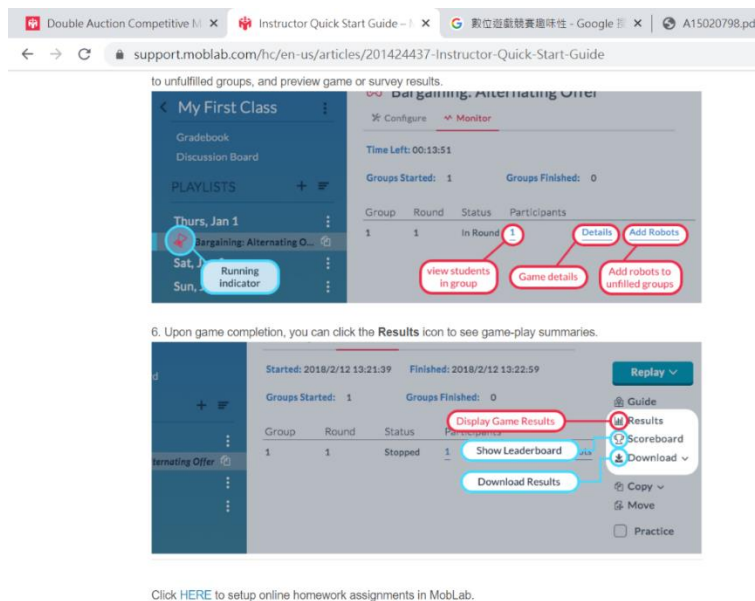 Double Auction Competitive M
Instructor Quick Start Guide –
數位遊戲競賽趣味性 - Google
A15020798.pd
support.moblab.com/hc/en-us/articles/201424437-Instructor-Quick-Start-Guide
to unfulfilled groups, and preview game or survey results.
My First Class
Gradebook
Discussion Board
PLAYLISTS
Thurs, Jan 1
Bargaining: Alternating O...
Sat, J
Sun, J
Running
indicator
Bargaining: Alternating Offer
Configure
Monitor
Time Left: 00:13:51
Groups Started: 1 Groups Finished: 0
Group Round Status Participants
1 1 In Round 1 Details Add Robots
view students
in group
Game details
Add robots to
unfilled groups
6. Upon game completion, you can click the Results icon to see game-play summaries.
Started: 2018/2/12 13:21:39 Finished: 2018/2/12 13:22:59
Groups Started: 1 Groups Finished: 0
Group Round Status
1 1 Stopped 1
ternating Offer
Display Game Results
Show Leaderboard
Download Results
Replay
Guide
Results
Scoreboard
Download
Copy
Move
Practice
Click HERE to setup online homework assignments in MobLab.